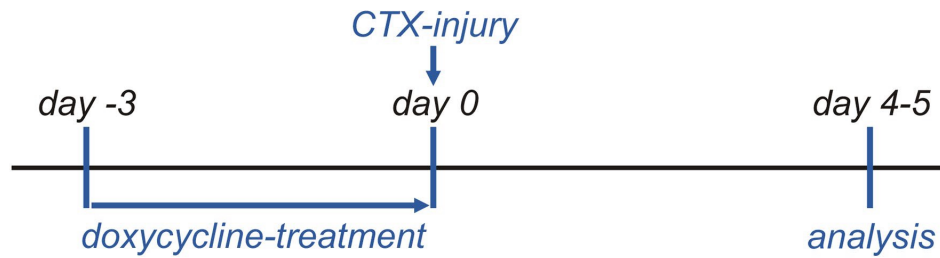 CTX-injury
day -3
day 0
day 4-5
doxycycline-treatment
analysis